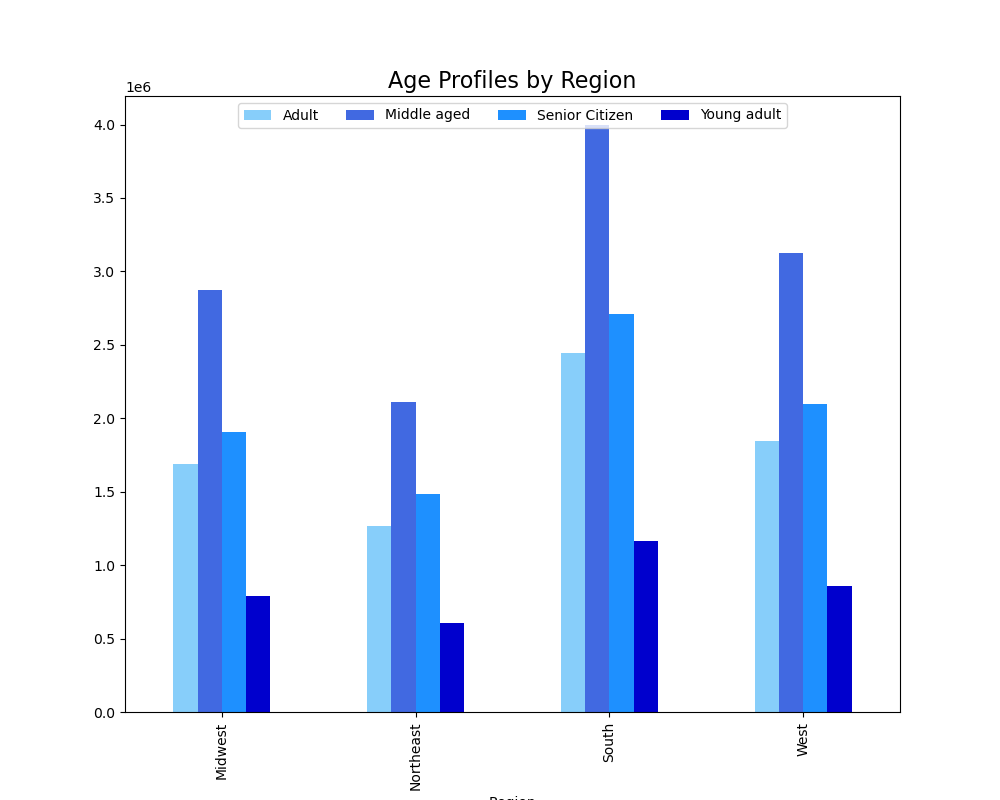 Age Profiles by Region
1e6
Adult Middle aged Senior Citizen Young adult
4.0
3.5
3.0
2.5
2.0
1.5
1.0
0.5
0.0
Midwest Northeast South West
Region